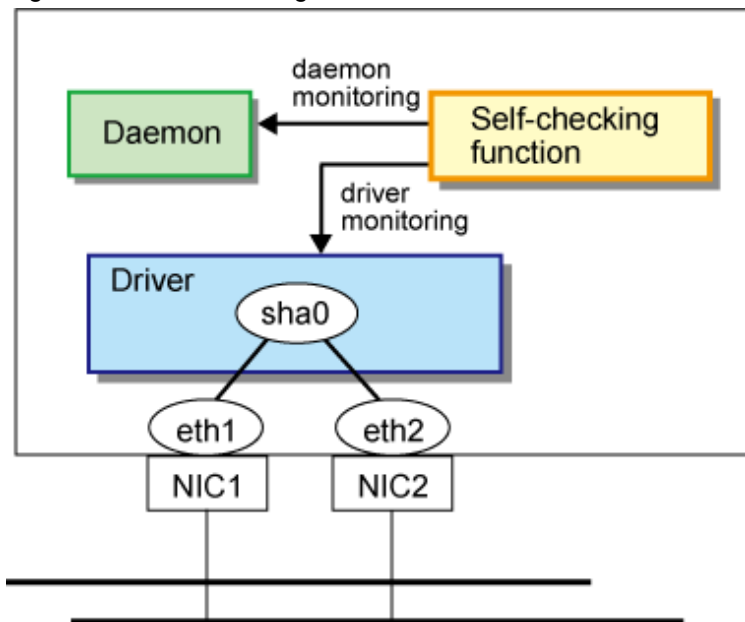 daemon
monitoring
Daemon
Self-checking
function
driver
monitoring
Driver
sha0
eth1
eth2
NIC1
NIC2